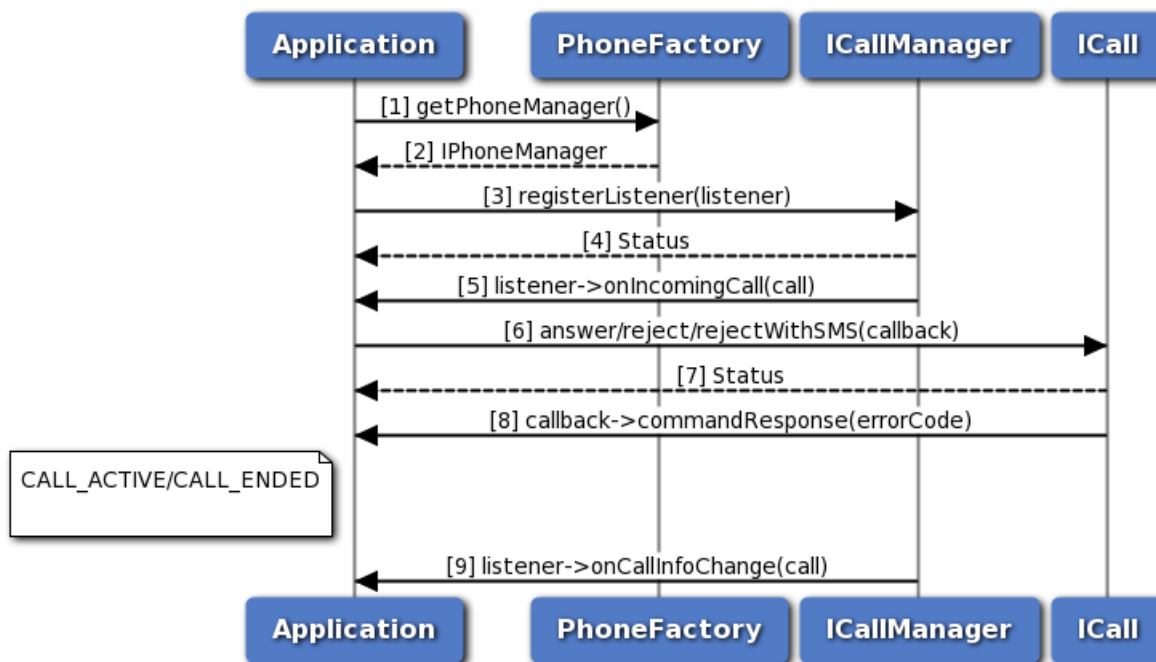 Application PhoneFactory ICallManager ICall
[1] getPhoneManager()
[2] IPhoneManager
[3] registerListener(listener)
[4] Status
[5] listener->onIncomingCall(call)
[6] answer/reject/rejectWithSMS(callback)
[7] Status
[8] callback->commandResponse(errorCode)
CALL_ACTIVE/CALL_ENDED
[9] listener->onCallInfoChange(call)
Application PhoneFactory ICallManager ICall